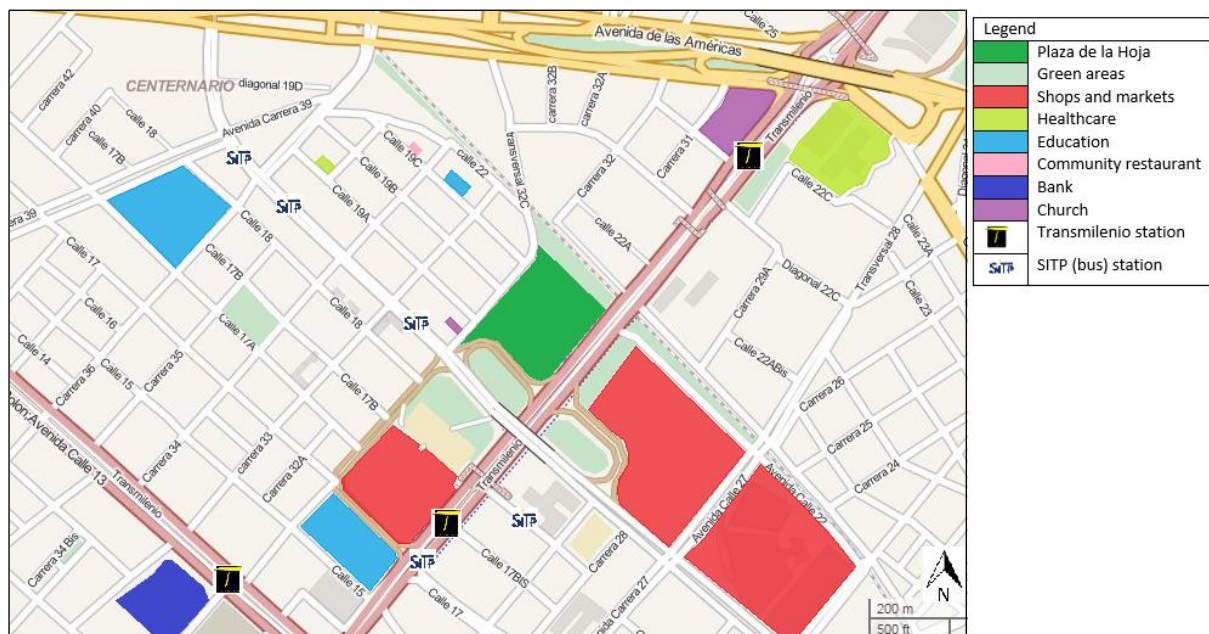 Calle 25
Avenida de las Américas
carrera 42
CENTERNARIO
diagonal 19D
carrera 32B
carrera 32A
carrera 40
calle 18
Avenida Carrera 39
calle 17B
SiTP
calle 19C
calle 22
transversal 32C
Carrera 31
Transmilenio
Carrera 32
Calle 19B
Calle 19A
Calle 22C
Transversal 28
Calle 23A
SiTP
Calle 18
calle 22A
Calle 17
Calle 17B
Diagonal 22C
Carrera 29A
Calle 23
Calle 16
Calle 18
SiTP
Calle 17A
Calle 14
Carrera 35
Calle 15
Carrera 36
Calle 22ABis
Carrera 26
Calle 17B
Carrera 25
Carrera 34
Carrera 33
Carrera 32A
Carrera 24
Colon;Avenida Calle 13
Transmilenio
Transmilenio
Avenida Calle 22
Avenida Calle 27
SiTP
Carrera 28
Carrera 34 Bis
SiTP
Calle 17BIS
Calle 15
Calle 17
Avenida Carrera 27
N
200 m
500 ft
Legend
Plaza de la Hoja
Green areas
Shops and markets
Healthcare
Education
Community restaurant
Bank
Church
Transmilenio station
SiTP
SITP (bus) station